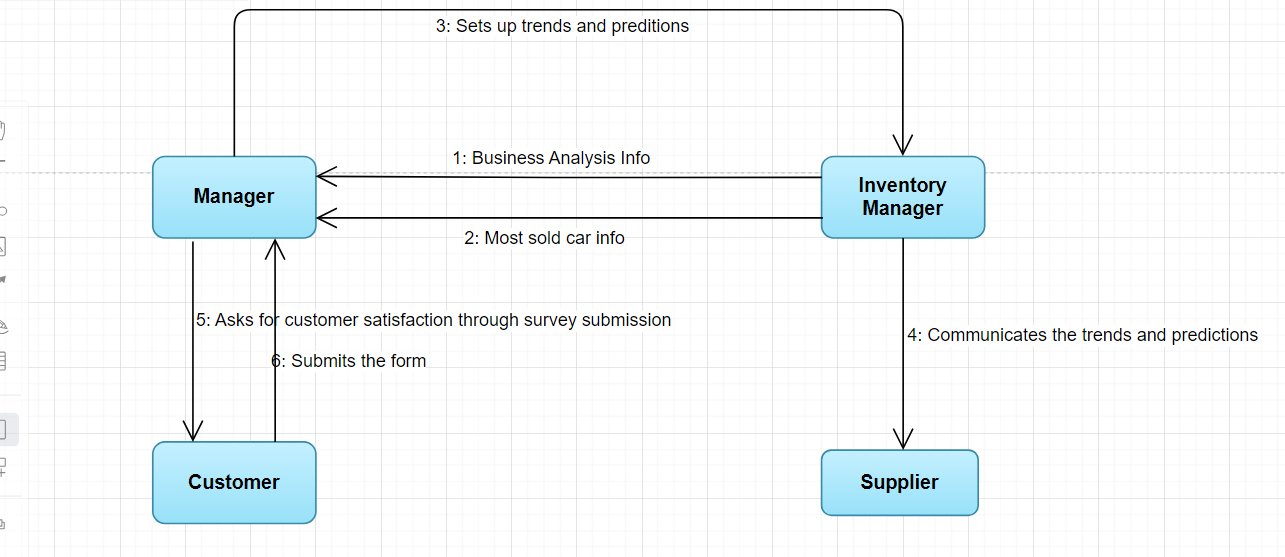 3: Sets up trends and preditions
1: Business Analysis Info
Manager
Inventory
Manager
2: Most sold car info
5: Asks for customer satisfaction through survey submission
4: Communicates the trends and predictions
6: Submits the form
Customer
Supplier